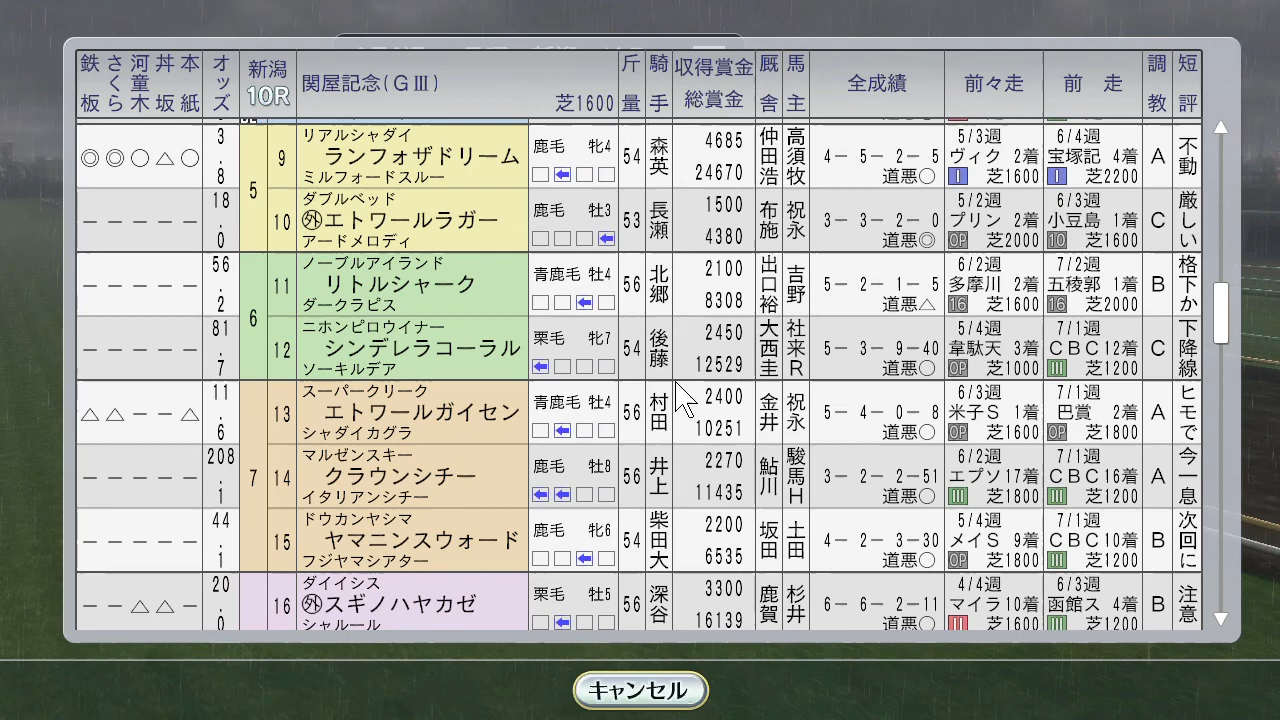 鉄板 さくら 河童木 丼坂 本紙 オッズ 新潟 10R 関屋記念(GⅢ) 芝1600 斤量 騎手 収得賞金 総賞金 厩舎 馬主 全成績 前々走 前走 調教 短評
◎ ◎ ○ △ ○ 3.8 5 9 リアルシャダイ
ランフォザドリーム
ミルフォードスルー
鹿毛 牝4 54 森英 4685 24670 仲田浩 高須牧 4-5-2-5 道悪○
5/3週 ヴィク 2着 Ⅰ 芝1600
6/4週 宝塚記 4着 Ⅰ 芝2200
A 不動
－ － － － － 18.0 10 ダブルベッド
外エトワールラガー
アードメロディ
鹿毛 牡3 53 長瀬 1500 4380 布施 祝永 3-3-2-0 道悪◎
5/2週 プリン 2着 OP 芝2000
6/3週 小豆島 1着 10 芝1600
C 厳しい
－ － － － － 56.2 6 11 ノーブルアイランド
リトルシャーク
ダークラピス
青鹿毛 牡4 56 北郷 2100 8308 出口裕 吉野 5-2-1-5 道悪△
6/2週 多摩川 2着 16 芝1600
7/2週 五稜郭 1着 16 芝2000
B 格下か
－ － － － － 81.7 12 ニホンピロウイナー
シンデレラコーラル
ソーキルデア
栗毛 牝7 54 後藤 2450 12529 大西圭 社来R 5-3-9-40 道悪○
5/4週 韋駄天 3着 OP 芝1000
7/1週 CBC12着 Ⅲ 芝1200
C 下降線
△ △ － － △ 11.6 7 13 スーパークリーク
エトワールガイセン
シャダイカグラ
青鹿毛 牡4 56 村田 2400 10251 金井 祝永 5-4-0-8 道悪○
6/3週 米子S 1着 OP 芝1600
7/1週 巴賞 2着 OP 芝1800
A ヒモで
－ － － － － 208.1 14 マルゼンスキー
クラウンシチー
イタリアンシチー
鹿毛 牡8 56 井上 2270 11435 鮎川 駿馬H 3-2-2-51 道悪○
6/2週 エプソ17着 Ⅲ 芝1800
7/1週 CBC16着 Ⅲ 芝1200
A 今一息
－ － － － － 44.1 15 ドウカンヤシマ
ヤマニンスウォード
フジヤマシアター
鹿毛 牝6 54 柴田大 2200 6535 坂田 土田 4-2-3-30 道悪○
5/4週 メイS 9着 OP 芝1800
7/1週 CBC10着 Ⅲ 芝1200
B 次回に
－ － △ △ － 20.0 16 ダイイシス
外スギノハヤカゼ
シャルール
栗毛 牡5 56 深谷 3300 16139 鹿賀 杉井 6-6-2-11 道悪○
4/4週 マイラ10着 Ⅱ 芝1600
6/3週 函館ス 4着 Ⅲ 芝1200
B 注意
キャンセル